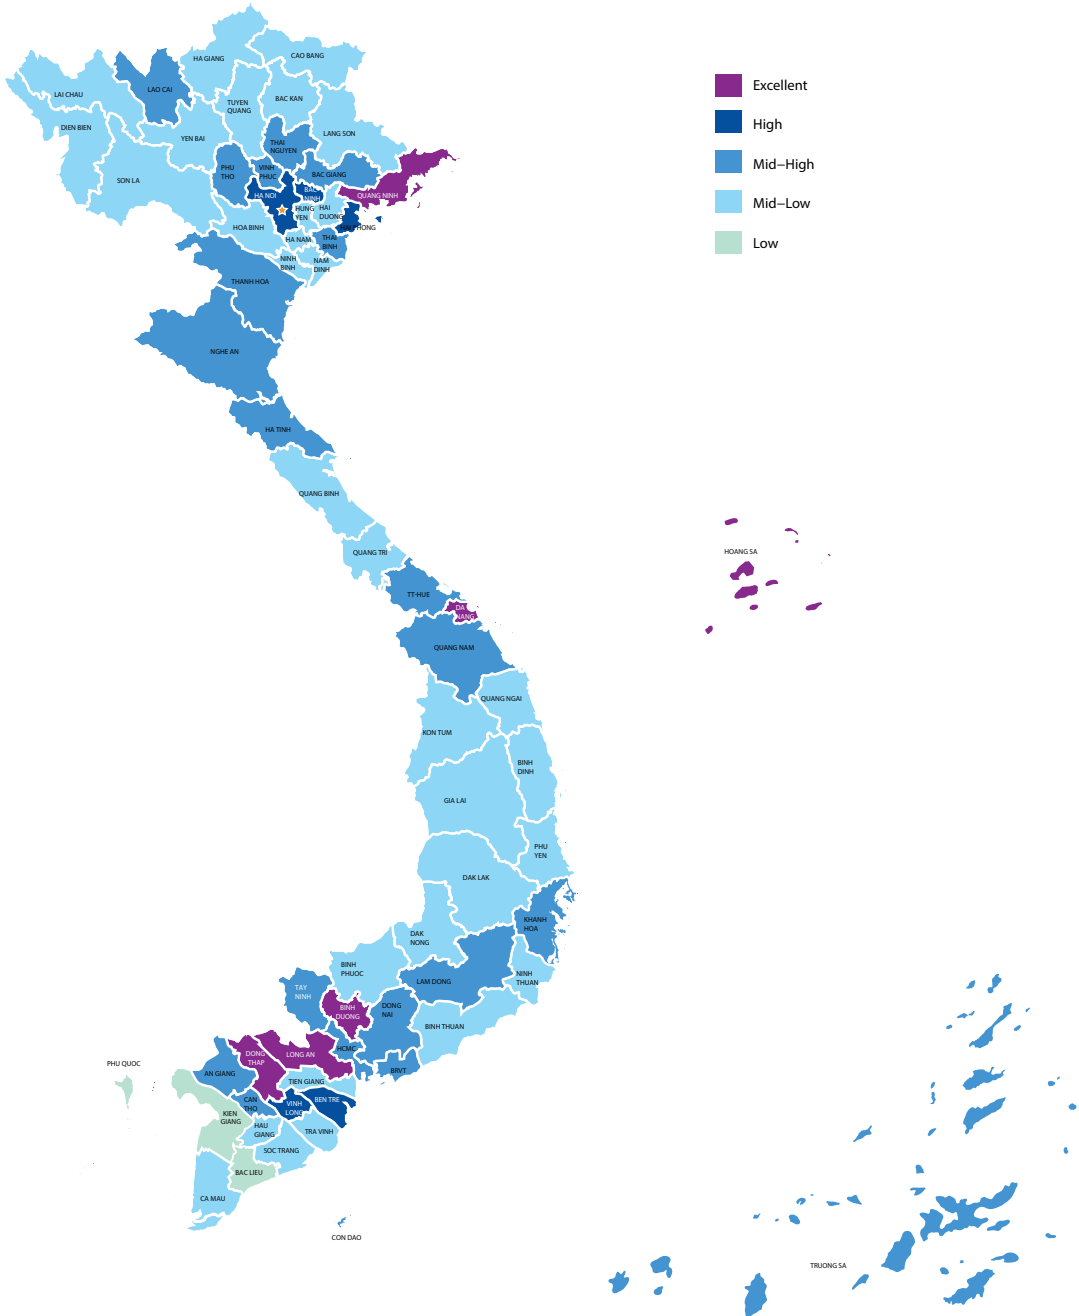 HA GIANG
CAO BANG
LAI CHAU
LAO CAI
TUYEN
QUANG
BAC KAN
DIEN BIEN
YEN BAI
LANG SON
THAI
NGUYEN
SON LA
PHU
THO
VINH
PHUC
BAC GIANG
HA NOI
BAC
NINH
QUANG NINH
HUNG
YEN
HAI
DUONG
HAI PHONG
HOA BINH
HA NAM
THAI
BINH
NINH
BINH
NAM
DINH
THANH HOA
NGHE AN
HA TINH
QUANG BINH
QUANG TRI
TT-HUE
DA
NANG
QUANG NAM
QUANG NGAI
KON TUM
BINH
DINH
GIA LAI
PHU
YEN
DAK LAK
KHANH
HOA
DAK
NONG
BINH
PHUOC
LAM DONG
NINH
THUAN
TAY
NINH
BINH
DUONG
DONG
NAI
BINH THUAN
HCMC
DONG
THAP
LONG AN
BRVT
PHU QUOC
AN GIANG
TIEN GIANG
CAN
THO
VINH
LONG
BEN TRE
KIEN
GIANG
HAU
GIANG
TRA VINH
SOC TRANG
BAC LIEU
CA MAU
CON DAO
Excellent
High
Mid–High
Mid–Low
Low
HOANG SA
TRUONG SA